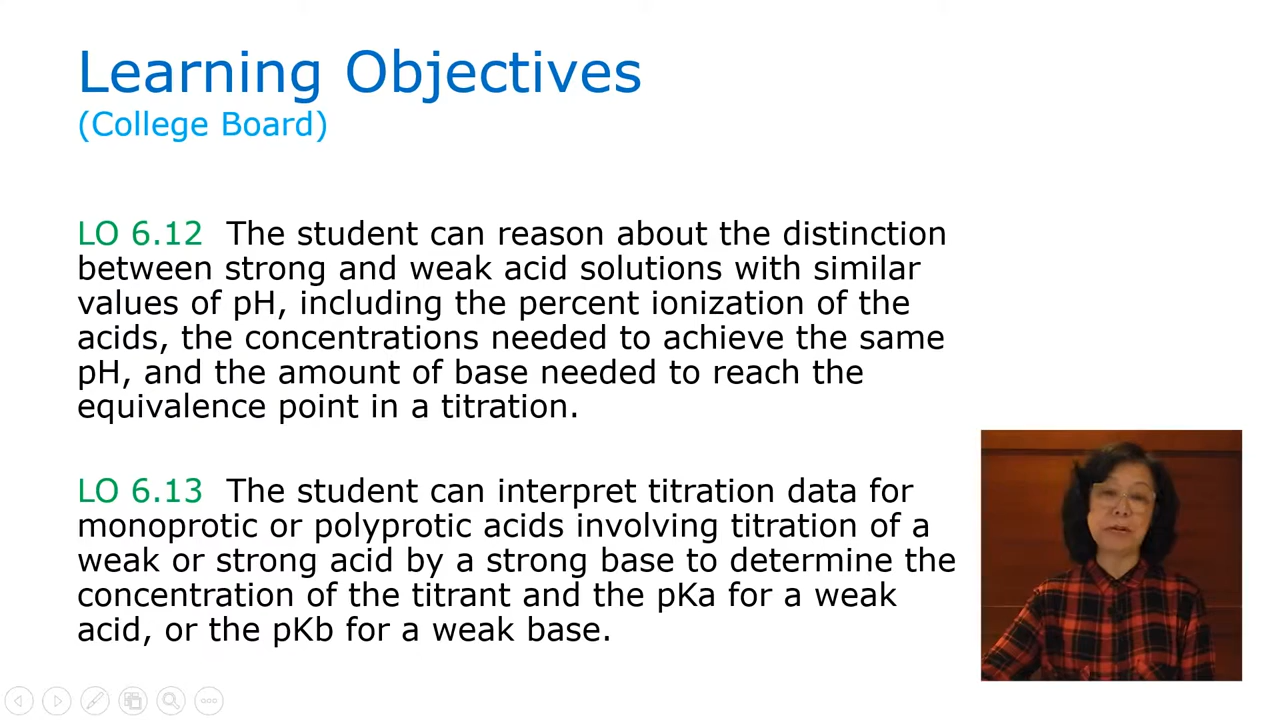 Learning Objectives
(College Board)
LO 6.12 The student can reason about the distinction
between strong and weak acid solutions with similar
values of pH, including the percent ionization of the
acids, the concentrations needed to achieve the same
pH, and the amount of base needed to reach the
equivalence point in a titration.
LO 6.13 The student can interpret titration data for
monoprotic or polyprotic acids involving titration of a
weak or strong acid by a strong base to determine the
concentration of the titrant and the pKa for a weak
acid, or the pKb for a weak base.